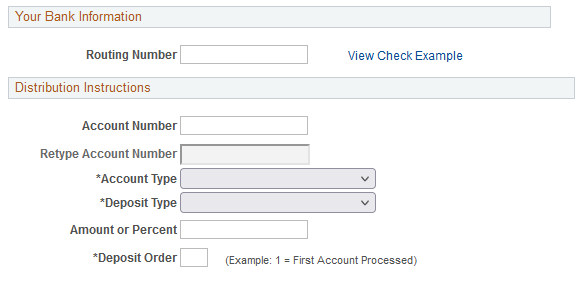 Your Bank Information
Routing Number View Check Example
Distribution Instructions
Account Number
Retype Account Number
*Account Type
*Deposit Type
Amount or Percent
*Deposit Order (Example: 1 = First Account Processed)